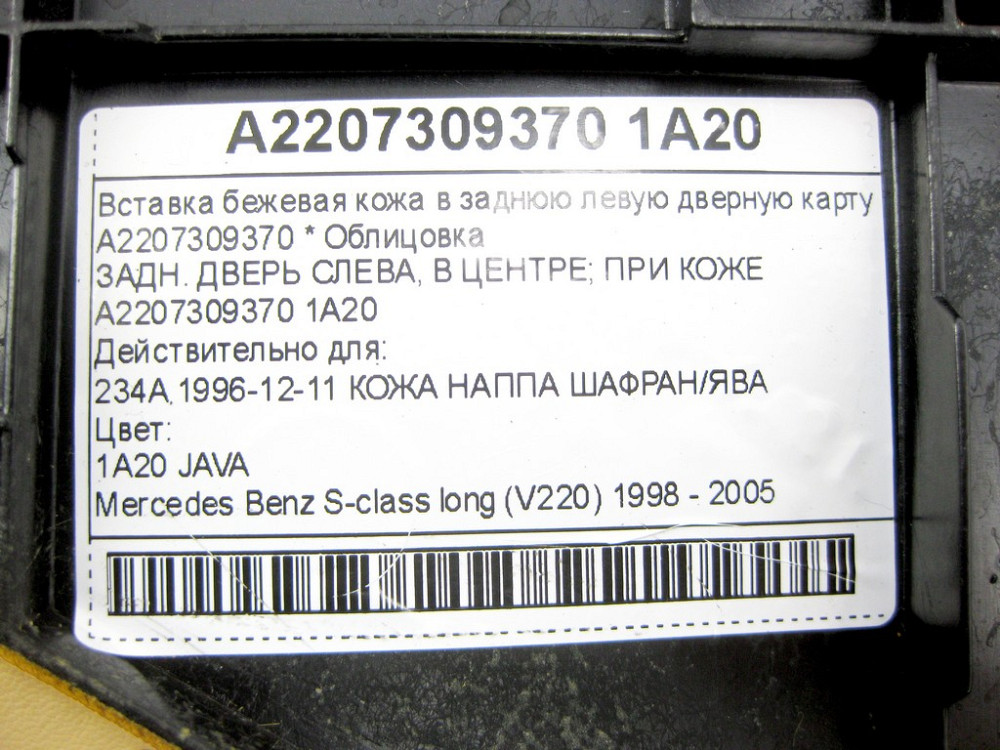 A2207309370 1A20
Вставка бежевая кожа в заднюю левую дверную карту
A2207309370 * Облицовка
ЗАДН. ДВЕРЬ СЛЕВА, В ЦЕНТРЕ; ПРИ КОЖЕ
A2207309370 1A20
Действительно для:
234A 1996-12-11 КОЖА НАППА ШАФРАН/ЯВА
Цвет:
1A20 JAVA
Mercedes Benz S-class long (V220) 1998 - 2005